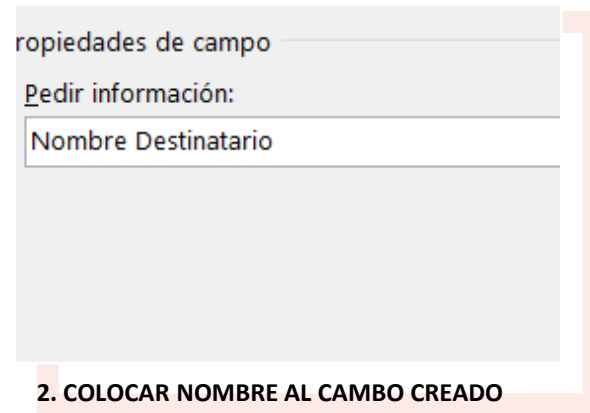 ropiedades de campo
Pedir información:
Nombre Destinatario
2. COLOCAR NOMBRE AL CAMBO CREADO